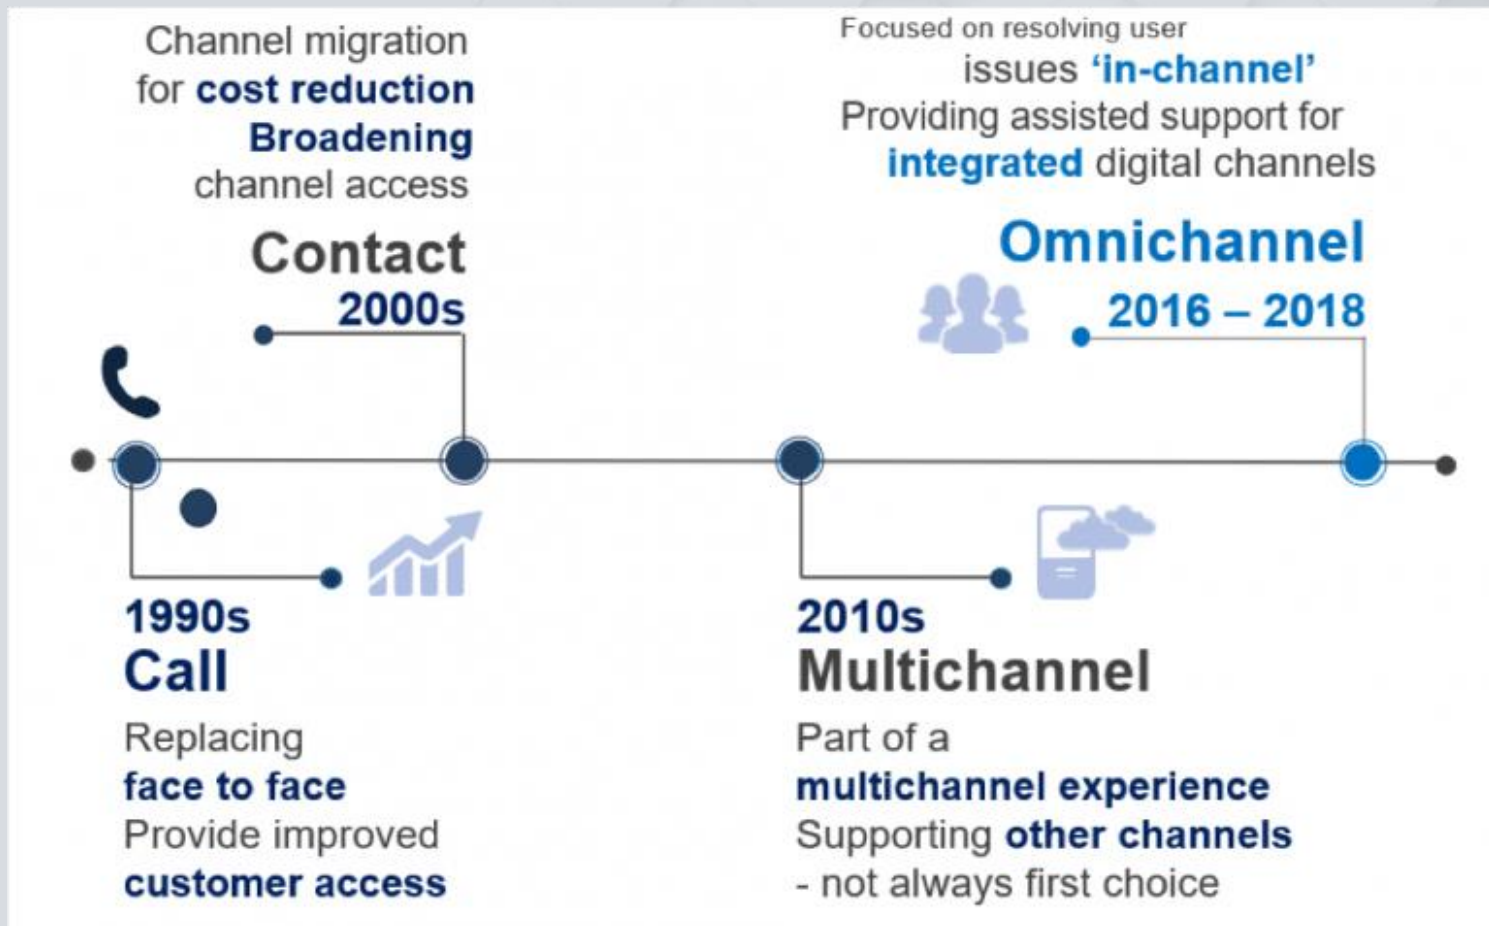 Channel migration
for cost reduction
Broadening
channel access
Contact
2000s
Focused on resolving user
issues ‘in-channel’
Providing assisted support for
integrated digital channels
Omnichannel
2016 – 2018
1990s
Call
Replacing
face to face
Provide improved
customer access
2010s
Multichannel
Part of a
multichannel experience
Supporting other channels
- not always first choice